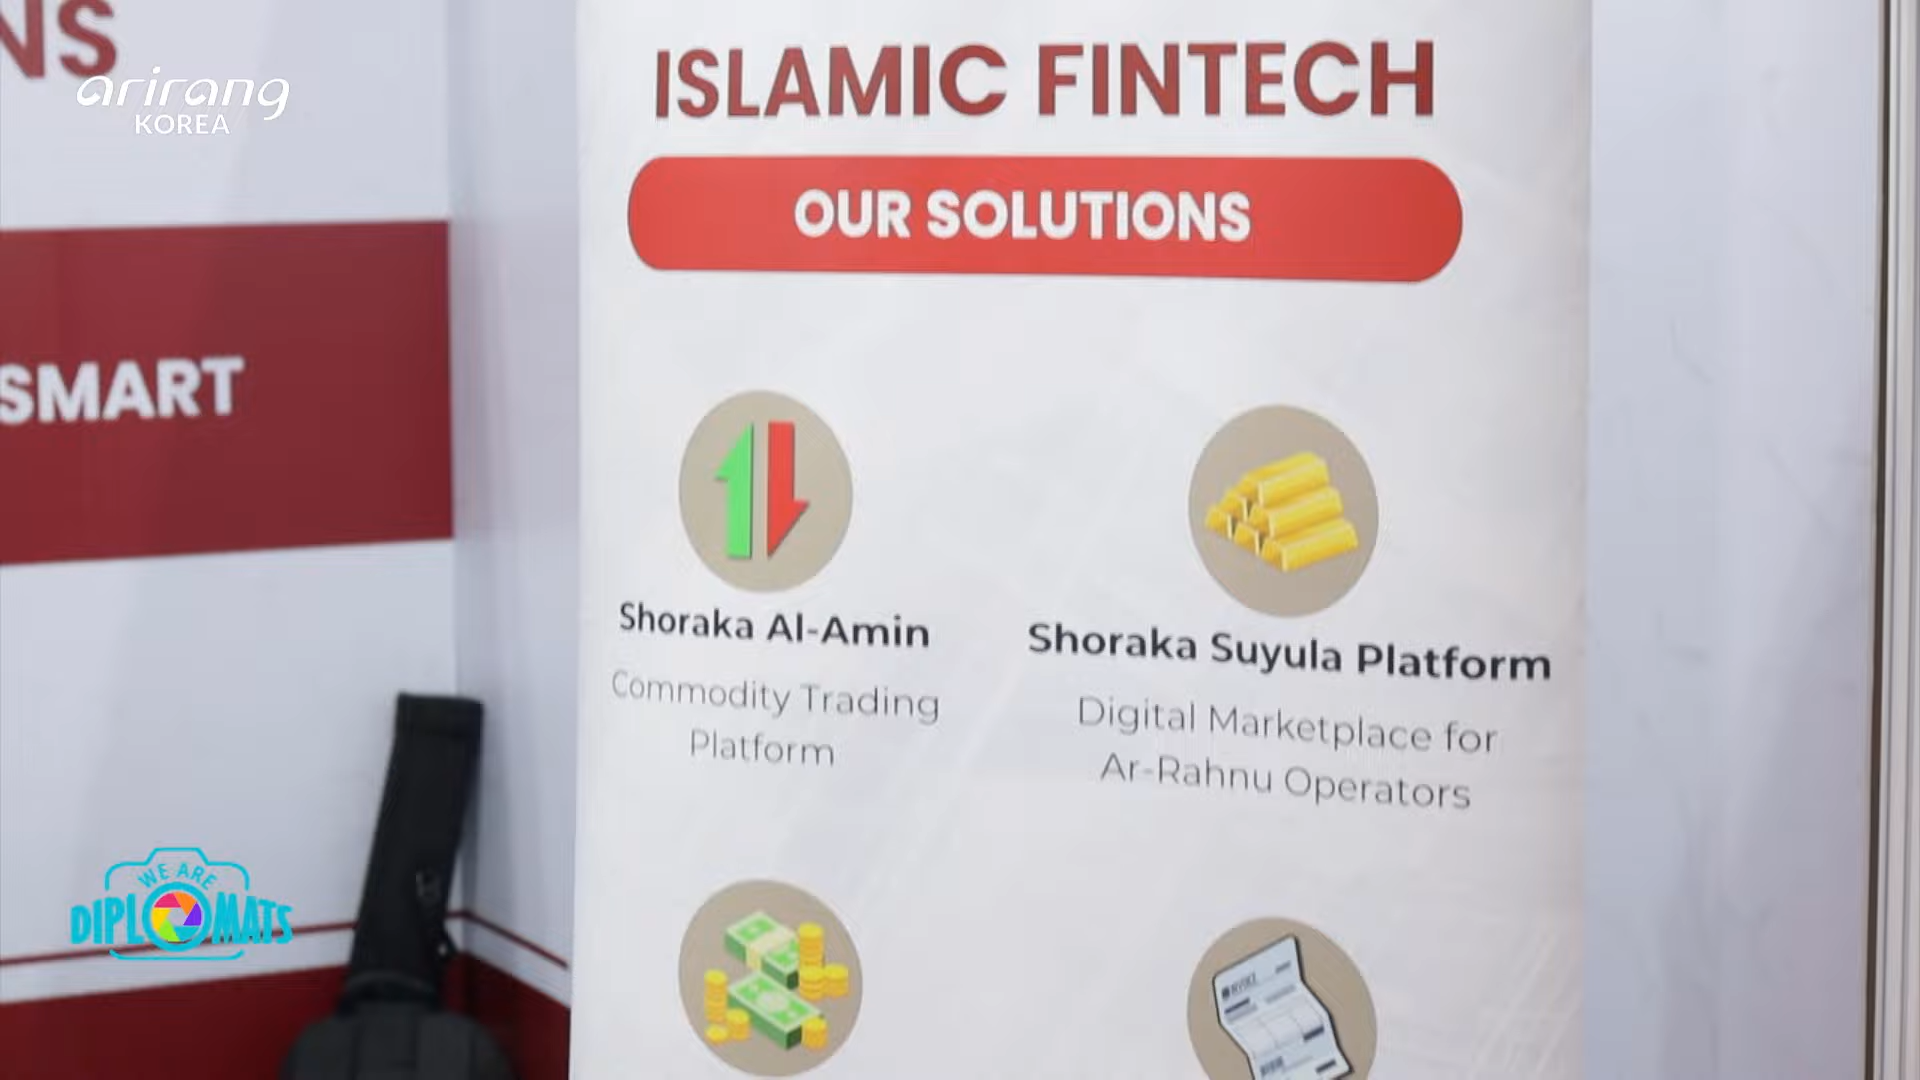 NS
arirang
KOREA
SMART
ISLAMIC FINTECH
OUR SOLUTIONS
Shoraka Al-Amin
Commodity Trading
Platform
Shoraka Suyula Platform
Digital Marketplace for
Ar-Rahnu Operators
WE ARE
DIPLOMATS